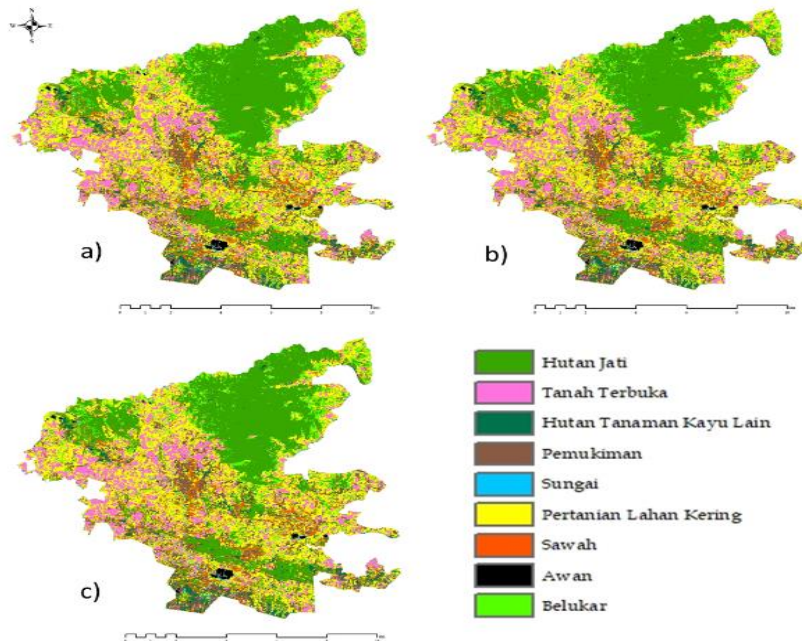 N
W E
S
a)
b)
c)
Hutan Jati
Tanah Terbuka
Hutan Tanaman Kayu Lain
Pemukiman
Sungai
Pertanian Lahan Kering
Sawah
Awan
Belukar